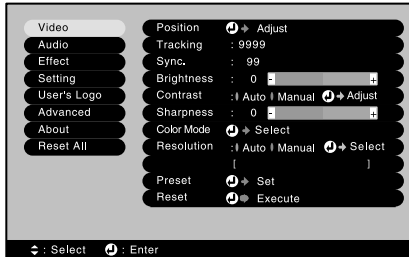 Video
Audio
Effect
Setting
User's Logo
Advanced
About
Reset All
Position Adjust
Tracking : 9999
Sync. : 99
Brightness : 0 - +
Contrast : Auto Manual Adjust
Sharpness : 0 - +
Color Mode Select
Resolution : Auto Manual Select
[ ]
Preset Set
Reset Execute
: Select : Enter